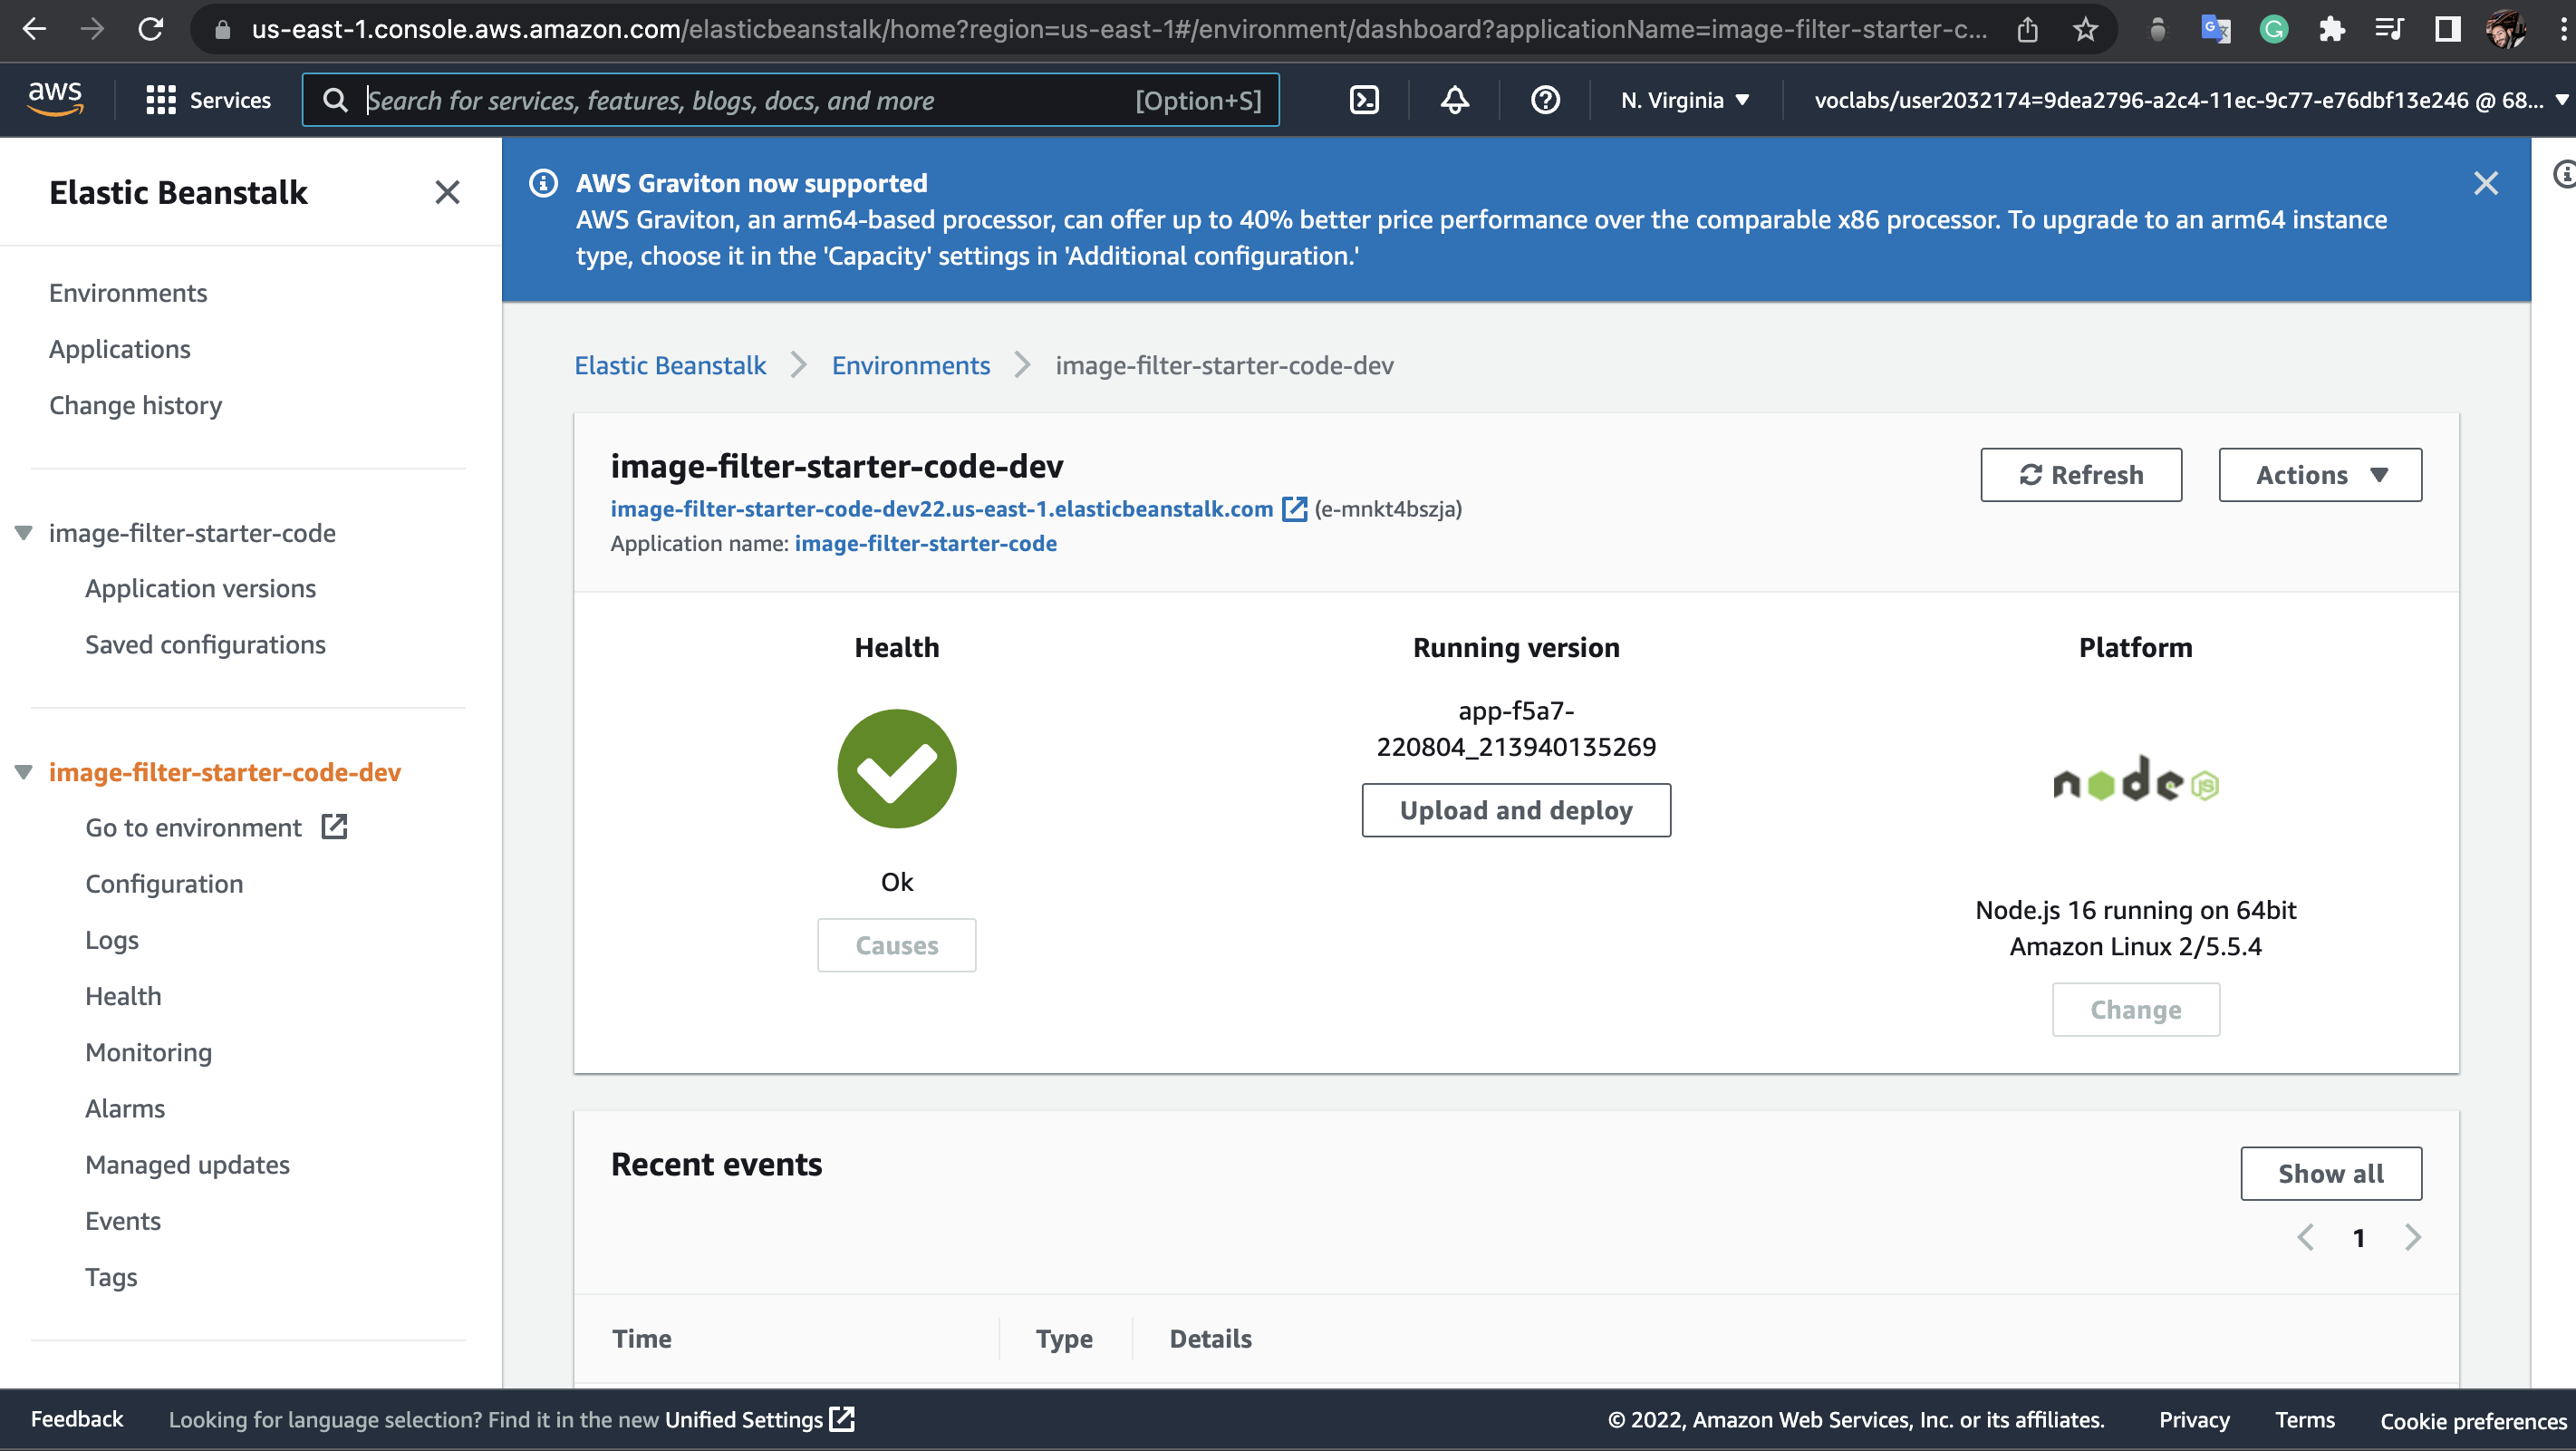 us-east-1.console.aws.amazon.com/elasticbeanstalk/home?region=us-east-1#/environment/dashboard?applicationName=image-filter-starter-c...
aws
Services
Search for services, features, blogs, docs, and more
[Option+S]
N. Virginia
voclabs/user2032174=9dea2796-a2c4-11ec-9c77-e76dbf13e246 @ 68...
Elastic Beanstalk
Environments
Applications
Change history
image-filter-starter-code
Application versions
Saved configurations
image-filter-starter-code-dev
Go to environment
Configuration
Logs
Health
Monitoring
Alarms
Managed updates
Events
Tags
AWS Graviton now supported
AWS Graviton, an arm64-based processor, can offer up to 40% better price performance over the comparable x86 processor. To upgrade to an arm64 instance
type, choose it in the 'Capacity' settings in 'Additional configuration.'
Elastic Beanstalk
Environments
image-filter-starter-code-dev
image-filter-starter-code-dev
image-filter-starter-code-dev22.us-east-1.elasticbeanstalk.com (e-mnkt4bszja)
Application name: image-filter-starter-code
Refresh
Actions
Health
Ok
Causes
Running version
app-f5a7-
220804_213940135269
Upload and deploy
Platform
node JS
Node.js 16 running on 64bit
Amazon Linux 2/5.5.4
Change
Recent events
Show all
1
Time
Type
Details
Feedback
Looking for language selection? Find it in the new Unified Settings
© 2022, Amazon Web Services, Inc. or its affiliates.
Privacy
Terms
Cookie preferences